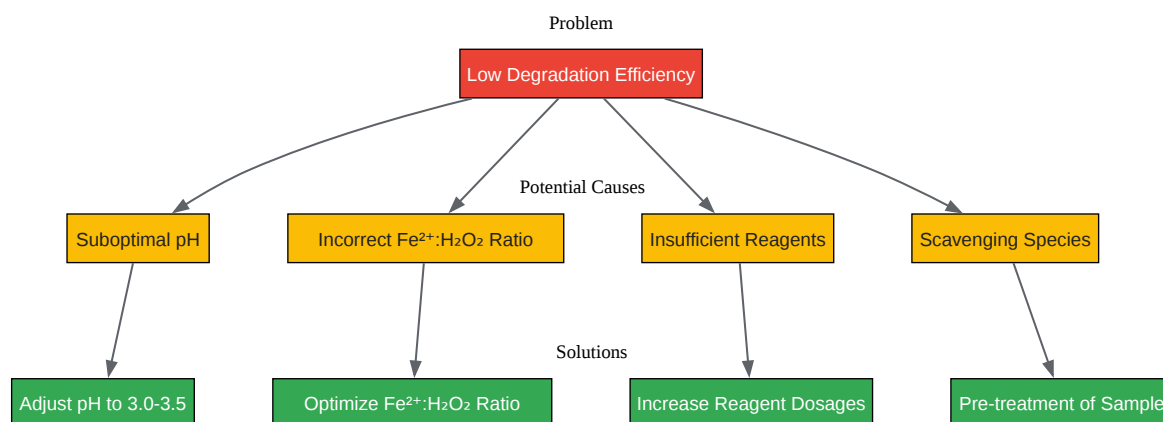 Problem
Low Degradation Efficiency
Potential Causes
Suboptimal pH
Incorrect Fe²⁺:H₂O₂ Ratio
Insufficient Reagents
Scavenging Species
Solutions
Adjust pH to 3.0-3.5
Optimize Fe²⁺:H₂O₂ Ratio
Increase Reagent Dosages
Pre-treatment of Sample